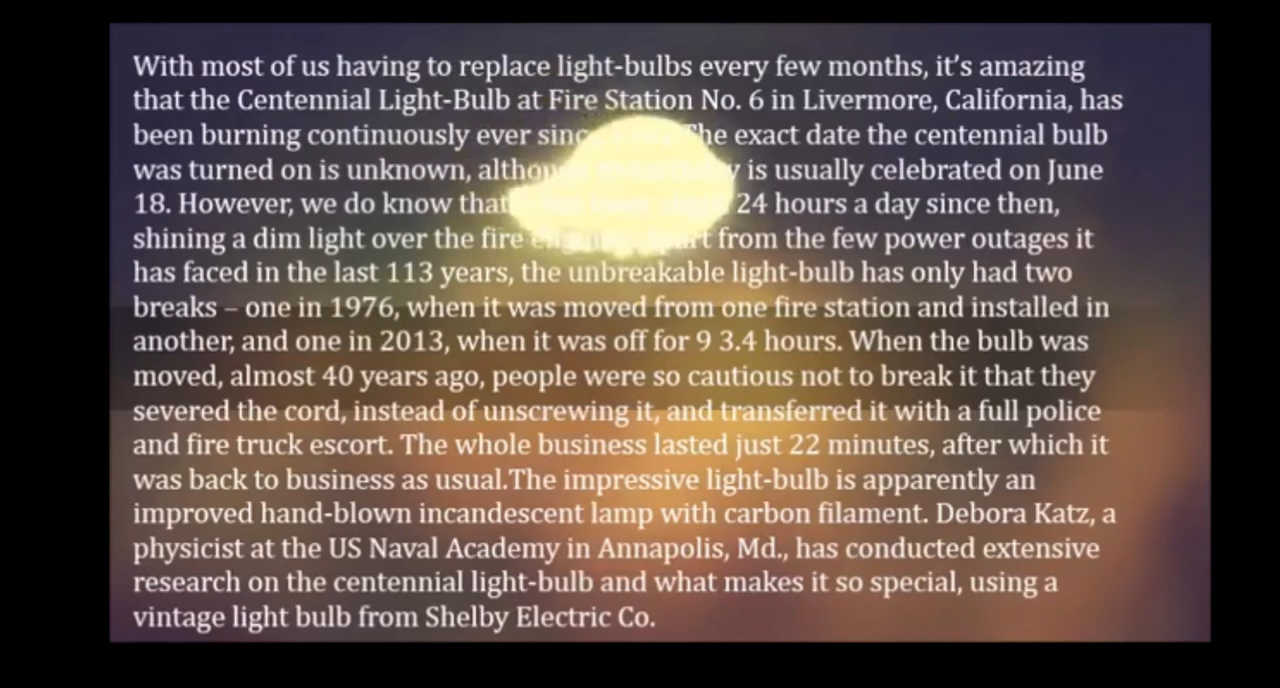 With most of us having to replace light-bulbs every few months, it’s amazing
that the Centennial Light-Bulb at Fire Station No. 6 in Livermore, California, has
been burning continuously ever The exact date the centennial bulb
was turned on is unknown, is usually celebrated on June
18. However, we do know that 24 hours a day since then,
shining a dim light over the fire from the few power outages it
has faced in the last 113 years, the unbreakable light-bulb has only had two
breaks – one in 1976, when it was moved from one fire station and installed in
another, and one in 2013, when it was off for 9 3.4 hours. When the bulb was
moved, almost 40 years ago, people were so cautious not to break it that they
severed the cord, instead of unscrewing it, and transferred it with a full police
and fire truck escort. The whole business lasted just 22 minutes, after which it
was back to business as usual.The impressive light-bulb is apparently an
improved hand-blown incandescent lamp with carbon filament. Debora Katz, a
physicist at the US Naval Academy in Annapolis, Md., has conducted extensive
research on the centennial light-bulb and what makes it so special, using a
vintage light bulb from Shelby Electric Co.